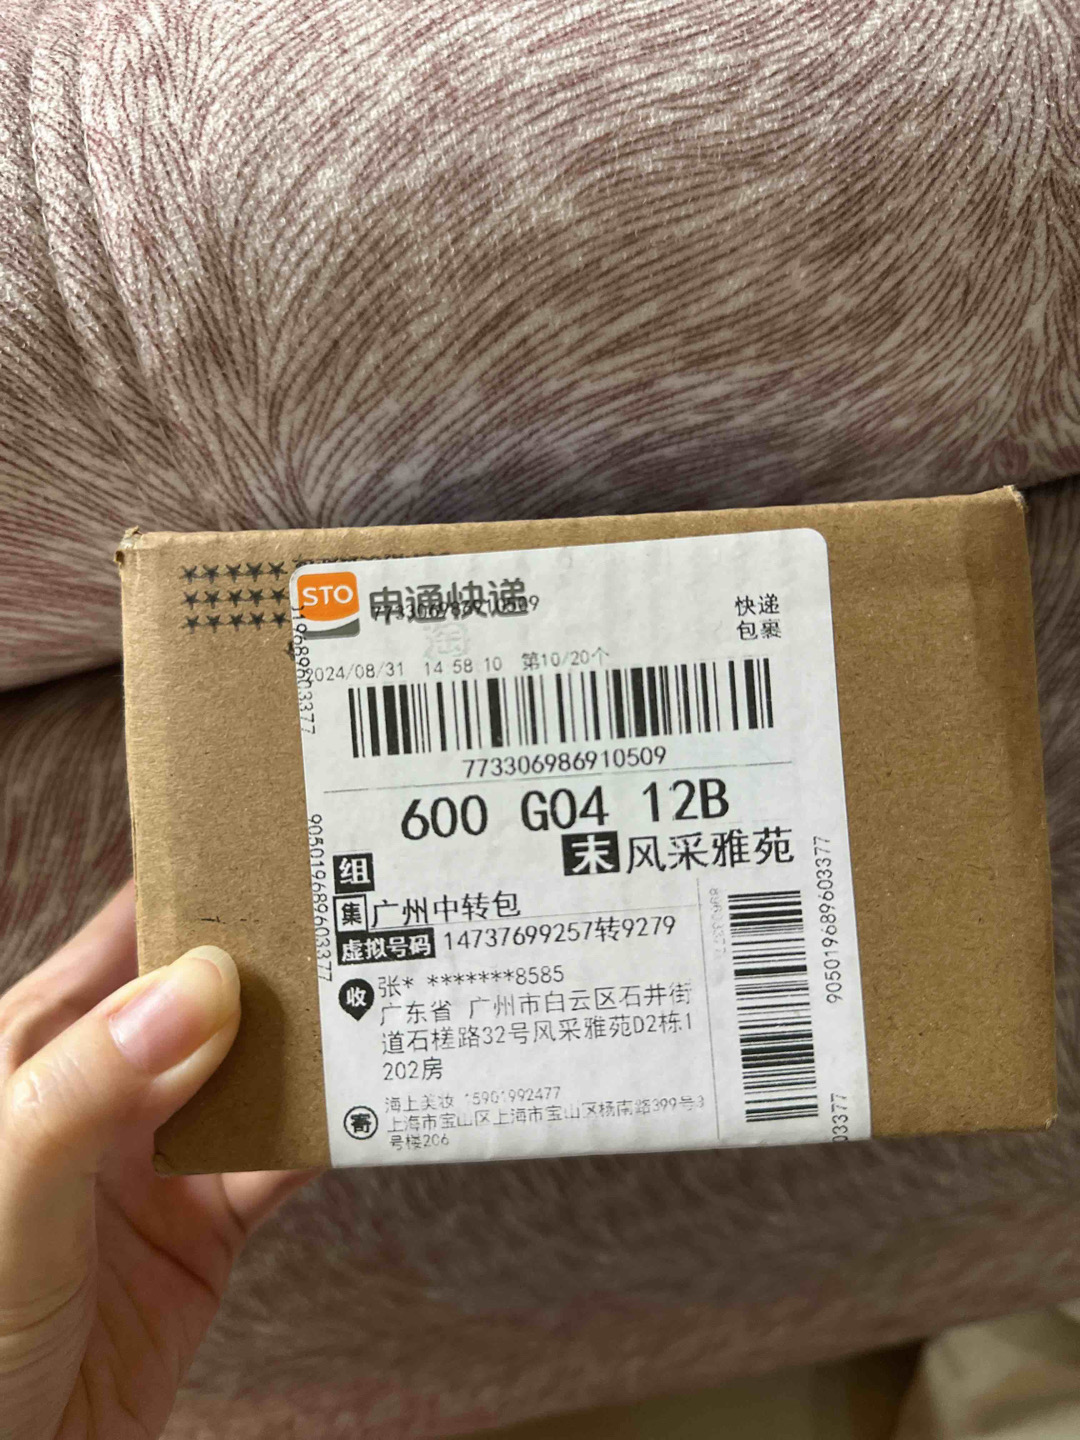 STO 申通快递
773306986910509
快递
包裹
淘
2024/08/31 14 58 10 第10/20个
773306986910509
600 G04 12B
末 风采雅苑
组
集 广州中转包
虚拟号码 14737699257转9279
收 张* *******8585
广东省 广州市白云区石井街
道石槎路32号风采雅苑D2栋1
202房
寄 海上美妆 15901992477
上海市宝山区上海市宝山区杨南路399号3
号楼206
905019689603377
905019689603377
03377